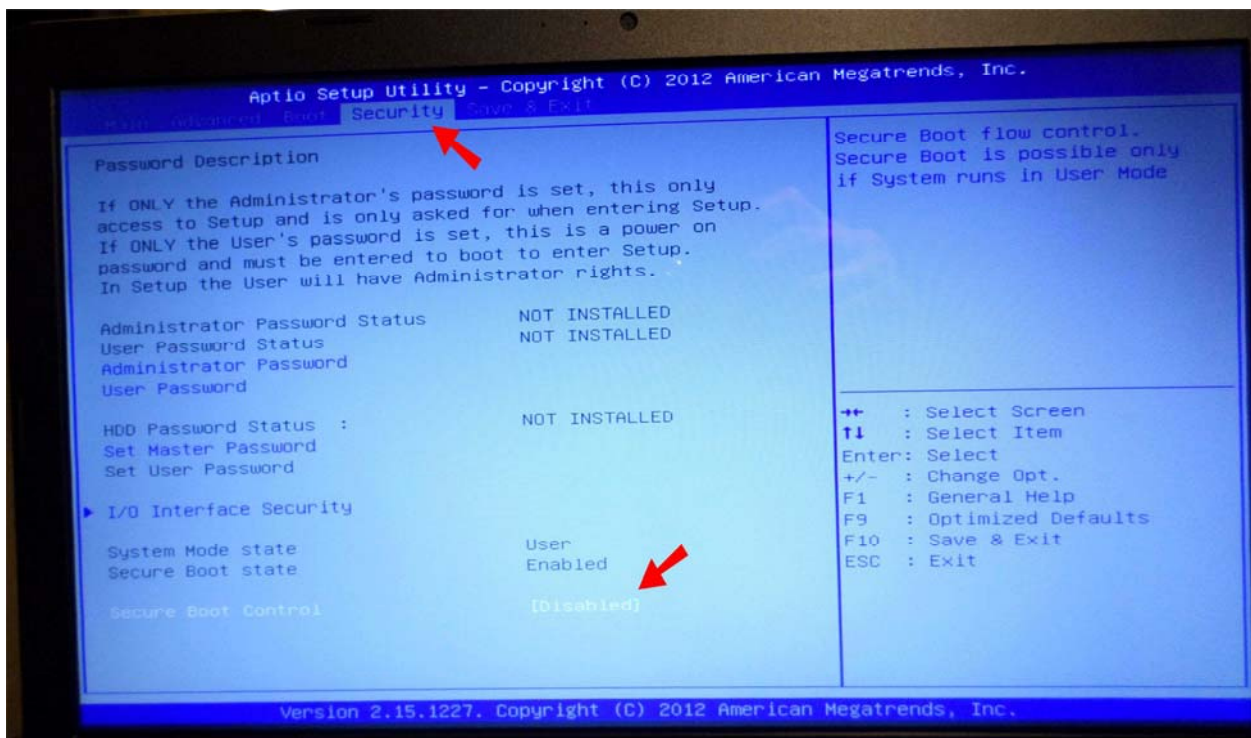 Aptio Setup Utility – Copyright (C) 2012 American Megatrends, Inc.
Main Advanced Boot Security Save & Exit
Password Description
If ONLY the Administrator's password is set, this only
access to Setup and is only asked for when entering Setup.
If ONLY the User's password is set, this is a power on
password and must be entered to boot to enter Setup.
In Setup the User will have Administrator rights.
Administrator Password Status NOT INSTALLED
User Password Status NOT INSTALLED
Administrator Password
User Password
HDD Password Status : NOT INSTALLED
Set Master Password
Set User Password
I/O Interface Security
System Mode state User
Secure Boot state Enabled
Secure Boot Control [Disabled]
Secure Boot flow control.
Secure Boot is possible only
if System runs in User Mode
→← : Select Screen
↑↓ : Select Item
Enter: Select
+/- : Change Opt.
F1 : General Help
F9 : Optimized Defaults
F10 : Save & Exit
ESC : Exit
Version 2.15.1227. Copyright (C) 2012 American Megatrends, Inc.